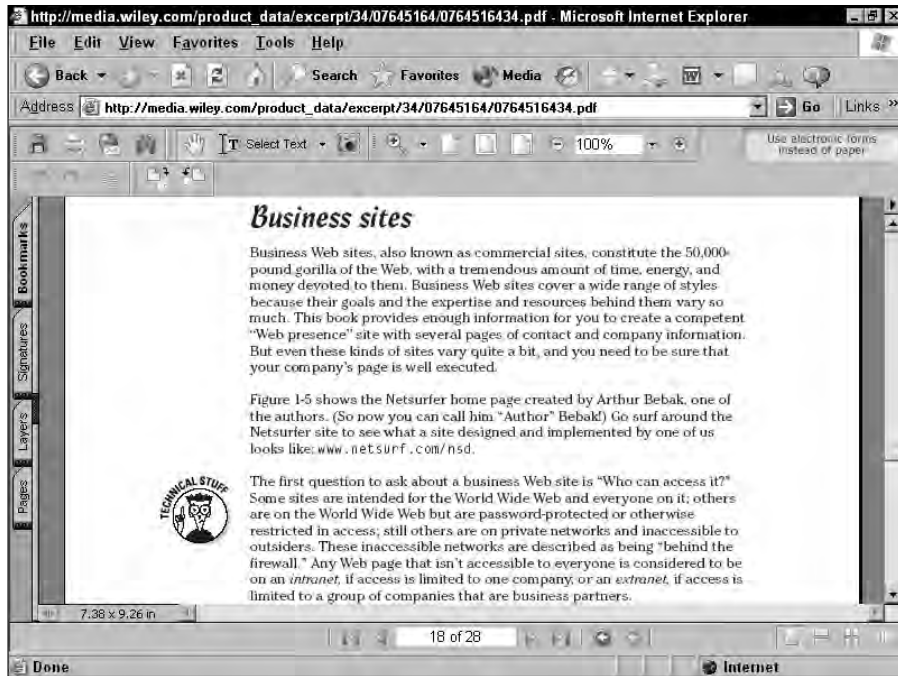 http://media.wiley.com/product_data/excerpt/34/07645164/0764516434.pdf - Microsoft Internet Explorer
File Edit View Favorites Tools Help
Back Search Favorites Media
Address http://media.wiley.com/product_data/excerpt/34/07645164/0764516434.pdf Go Links »
Select Text 100% Use electronic forms
instead of paper
Bookmarks
Signatures
Layers
Pages
Business sites
Business Web sites, also known as commercial sites, constitute the 50,000-
pound gorilla of the Web, with a tremendous amount of time, energy, and
money devoted to them. Business Web sites cover a wide range of styles
because their goals and the expertise and resources behind them vary so
much. This book provides enough information for you to create a competent
“Web presence” site with several pages of contact and company information.
But even these kinds of sites vary quite a bit, and you need to be sure that
your company's page is well executed.
Figure 1-5 shows the Netsurfer home page created by Arthur Bebak, one of
the authors. (So now you can call him “Author” Bebak!) Go surf around the
Netsurfer site to see what a site designed and implemented by one of us
looks like: www.netsurf.com/nsd.
TECHNICAL STUFF
The first question to ask about a business Web site is “Who can access it?”
Some sites are intended for the World Wide Web and everyone on it; others
are on the World Wide Web but are password-protected or otherwise
restricted in access; still others are on private networks and inaccessible to
outsiders. These inaccessible networks are described as being “behind the
firewall.” Any Web page that isn't accessible to everyone is considered to be
on an intranet, if access is limited to one company, or an extranet, if access is
limited to a group of companies that are business partners.
7.38 x 9.26 in
18 of 28
Done Internet